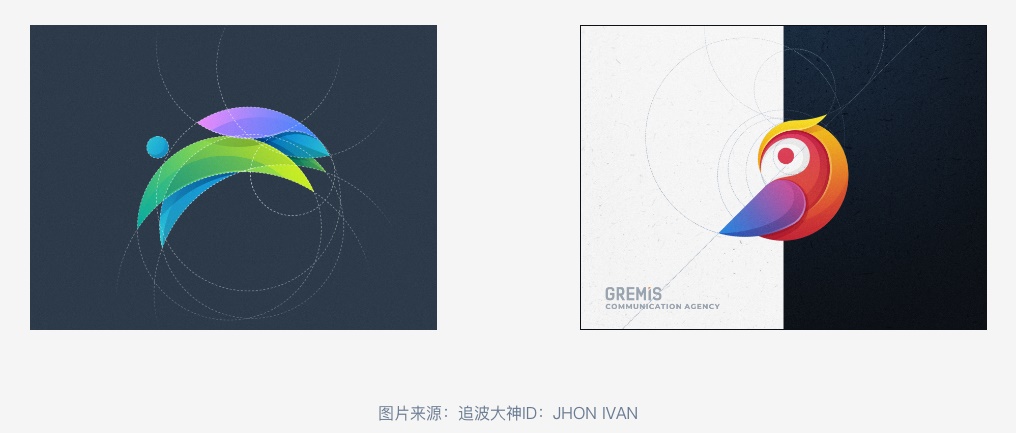 GREMiS
COMMUNICATION AGENCY
图片来源：追波大神ID：JHON IVAN